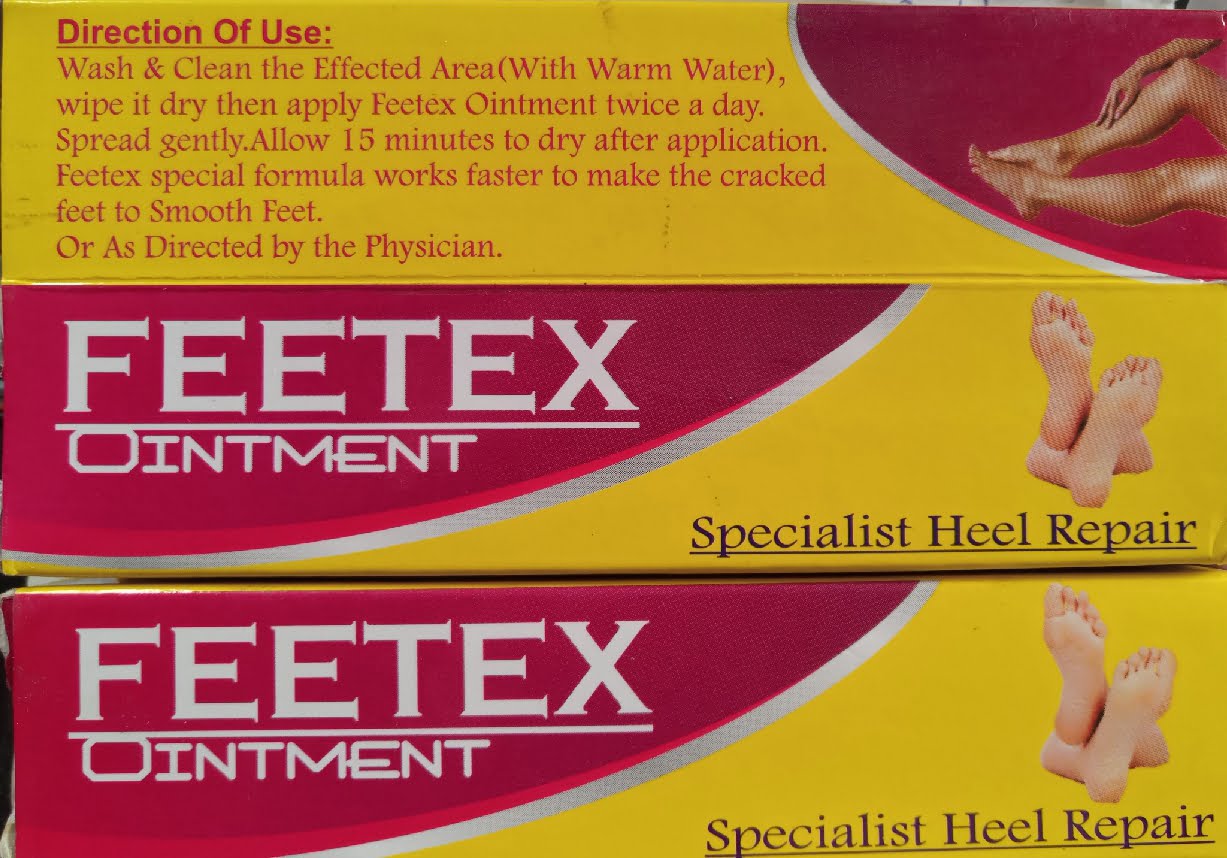 Direction Of Use:
Wash & Clean the Effected Area(With Warm Water),
wipe it dry then apply Feetex Ointment twice a day.
Spread gently.Allow 15 minutes to dry after application.
Feetex special formula works faster to make the cracked
feet to Smooth Feet.
Or As Directed by the Physician.
FEETEX
OINTMENT
Specialist Heel Repair
FEETEX
OINTMENT
Specialist Heel Repair